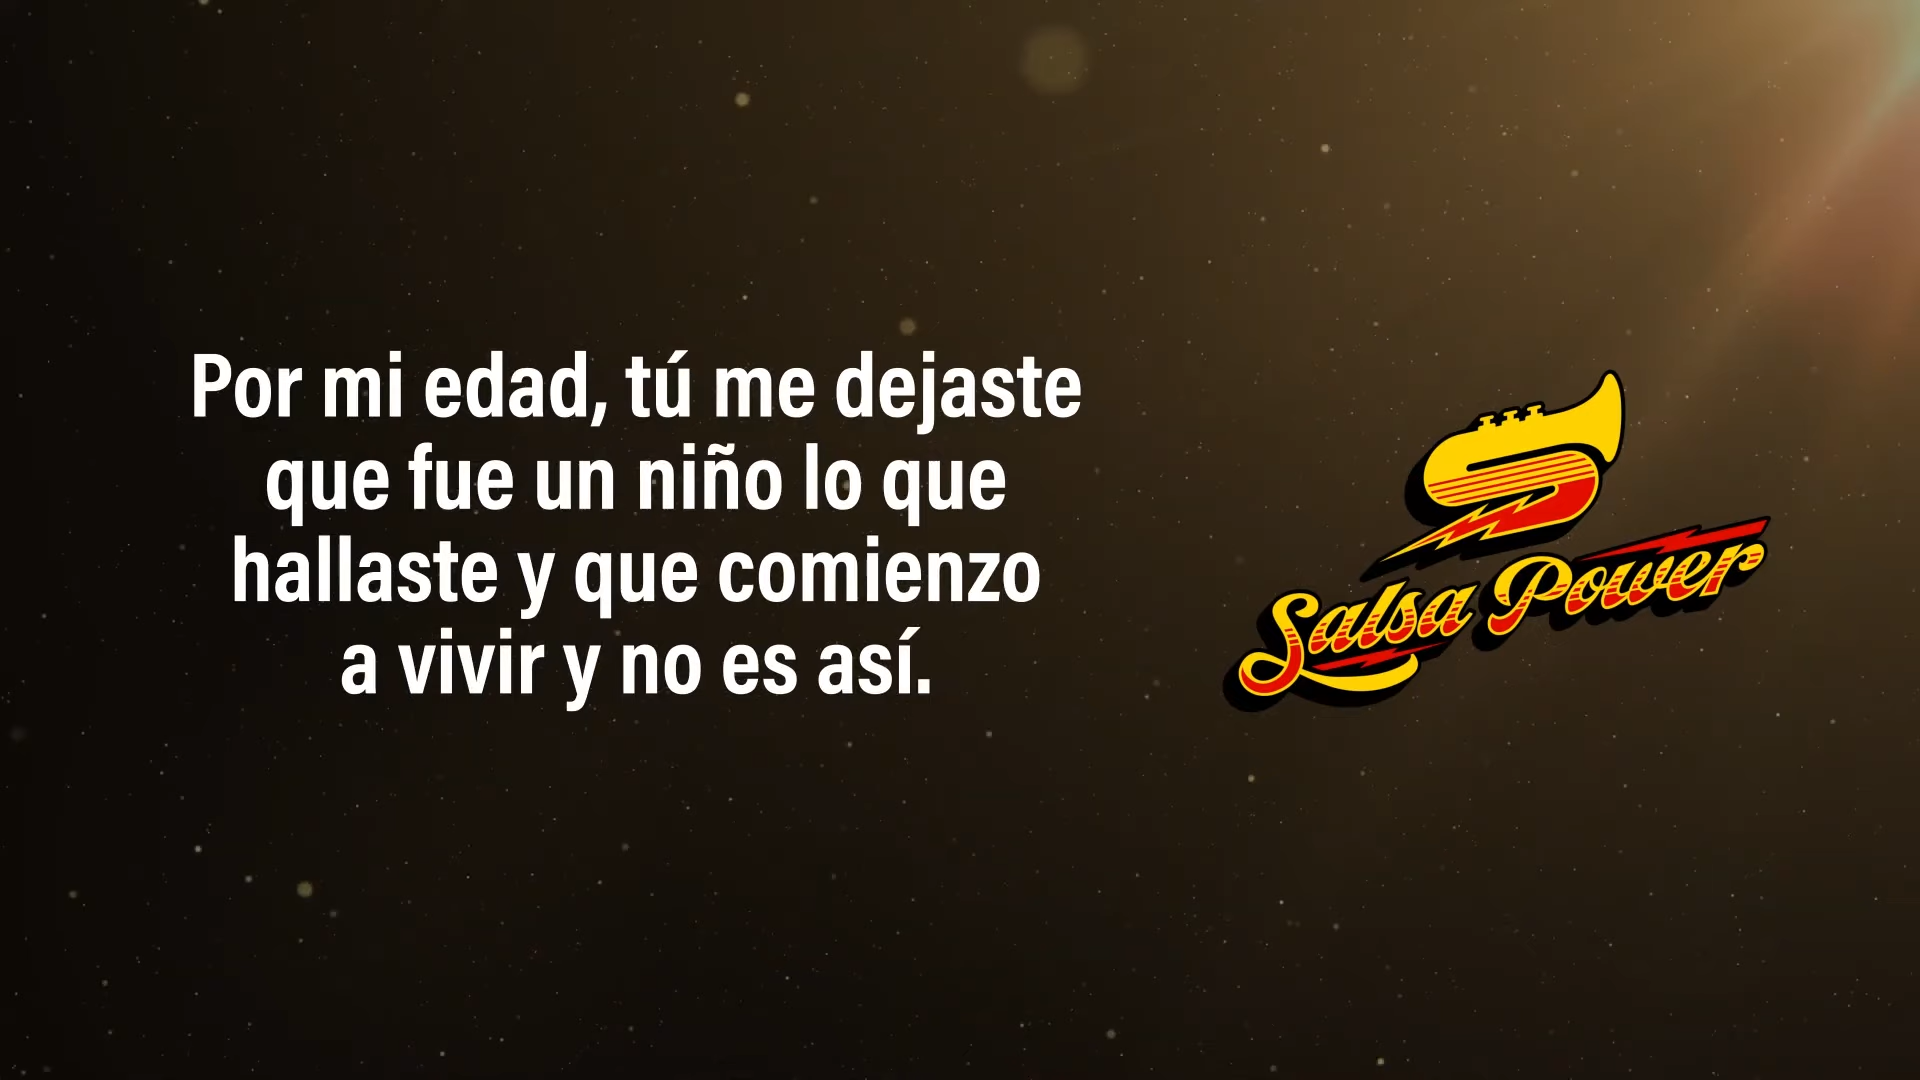 Por mi edad, tú me dejaste
que fue un niño lo que
hallaste y que comienzo
a vivir y no es así.
Salsa Power